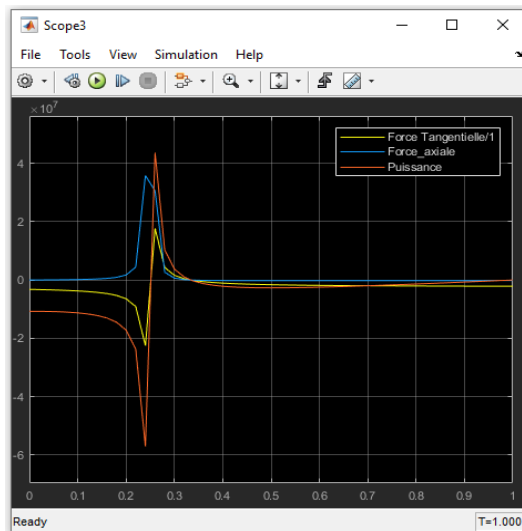 Scope3
File Tools View Simulation Help
×10⁷
Force Tangentielle/1
Force_axiale
Puissance
4
2
0
-2
-4
-6
0 0.1 0.2 0.3 0.4 0.5 0.6 0.7 0.8 0.9 1
Ready T=1.000